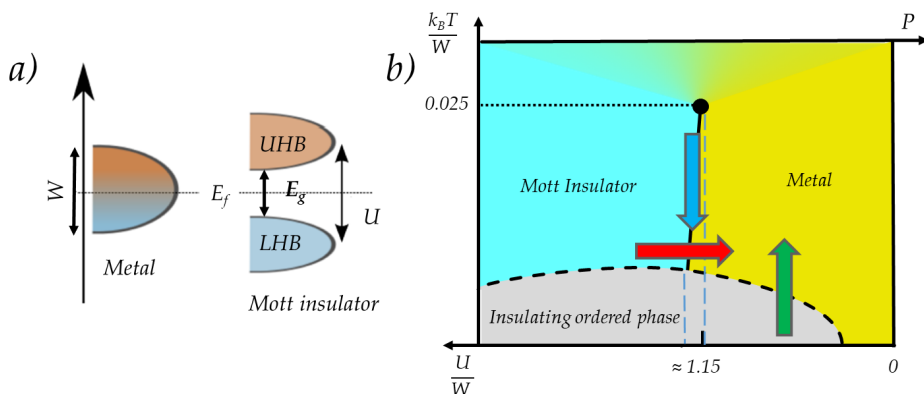 a)
W
Metal
E_f
UHB
E_g
LHB
U
Mott insulator
b)
k_BT
W
P
0.025
Mott Insulator
Metal
Insulating ordered phase
U
W
≈ 1.15
0